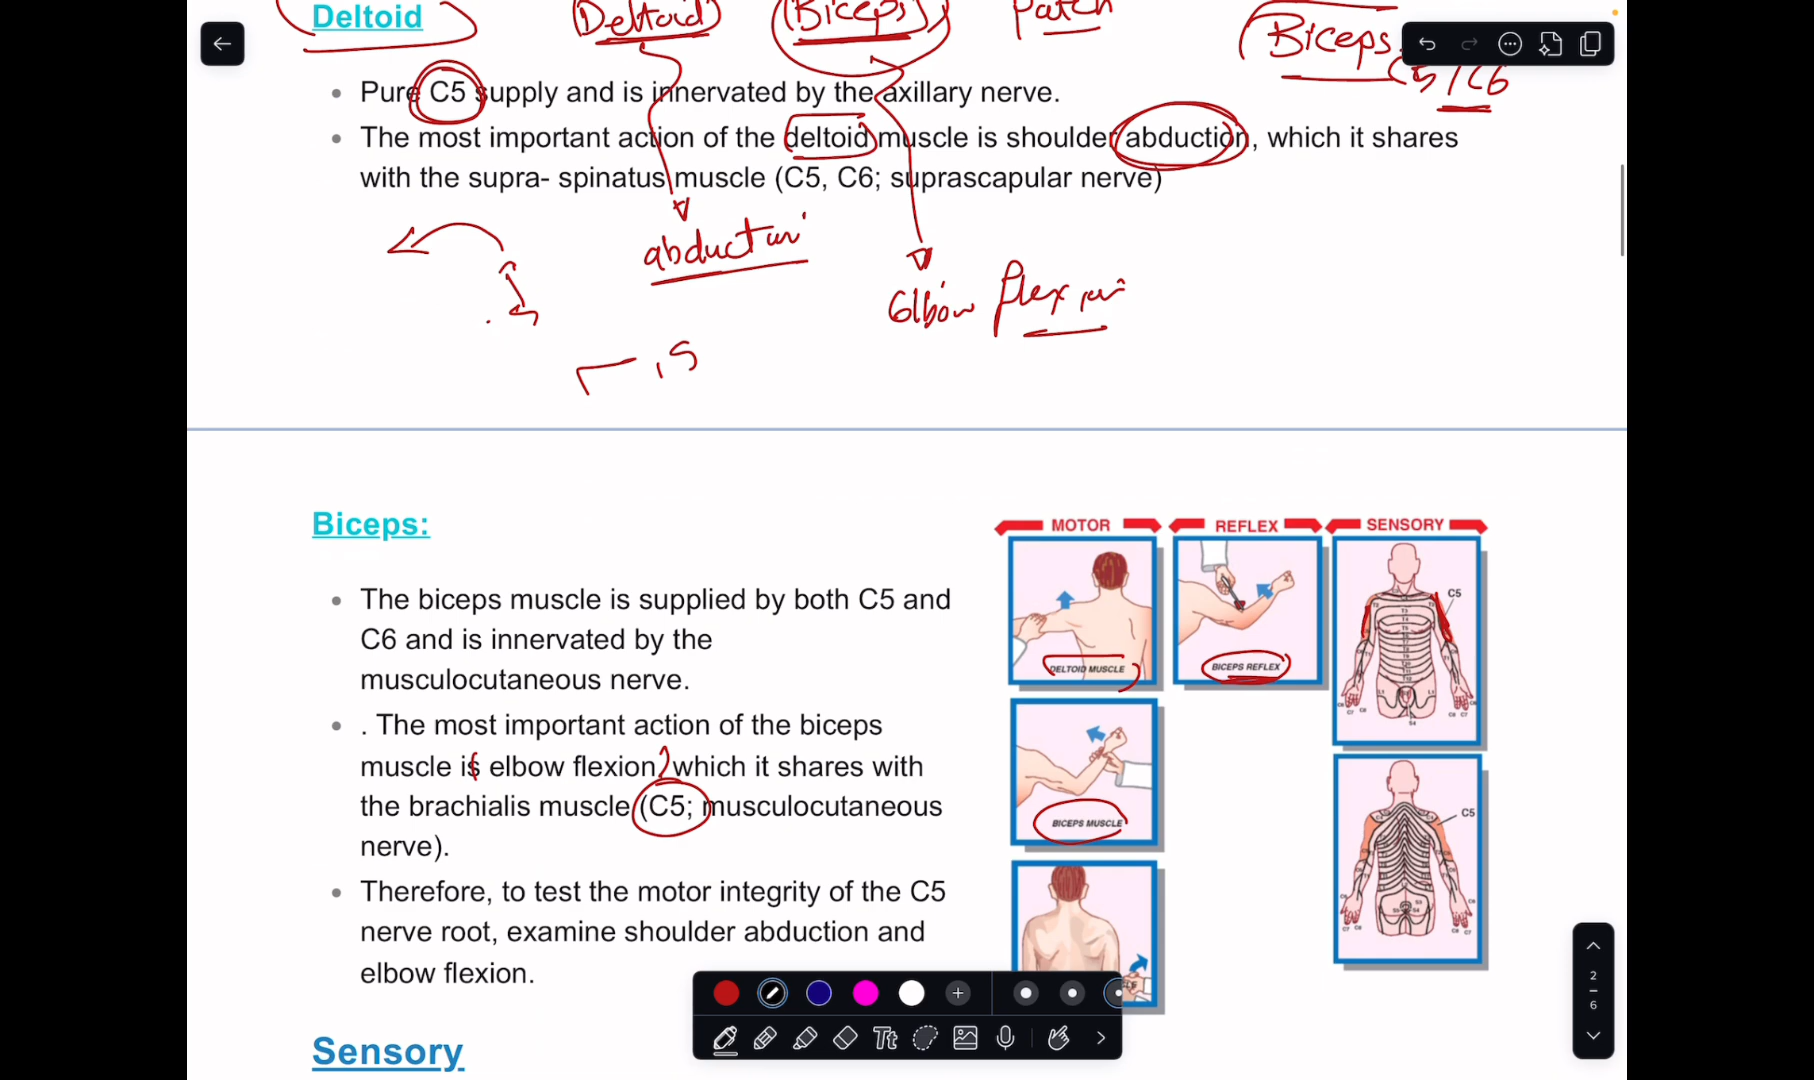 Deltoid
Deltoid
Biceps
Patch
Biceps
C5/C6
• Pure C5 supply and is innervated by the axillary nerve.
• The most important action of the deltoid muscle is shoulder abduction, which it shares
with the supra- spinatus muscle (C5, C6; suprascapular nerve)
abduction
Elbow flexion
Biceps:
• The biceps muscle is supplied by both C5 and
C6 and is innervated by the
musculocutaneous nerve.
• . The most important action of the biceps
muscle is elbow flexion, which it shares with
the brachialis muscle (C5; musculocutaneous
nerve).
• Therefore, to test the motor integrity of the C5
nerve root, examine shoulder abduction and
elbow flexion.
Sensory
MOTOR
REFLEX
SENSORY
DELTOID MUSCLE
BICEPS REFLEX
C5
BICEPS MUSCLE
C5
Tt
2
6